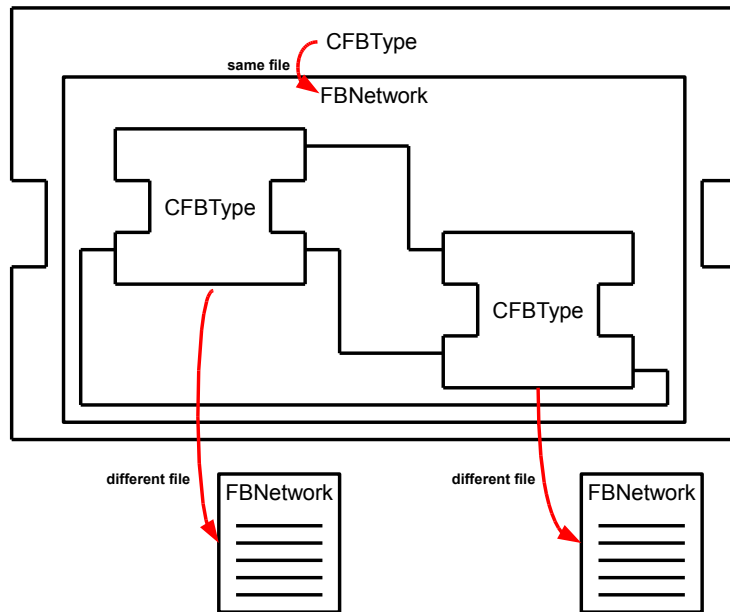 CFBType
same file
FBNetwork
CFBType
CFBType
different file
different file
FBNetwork
FBNetwork